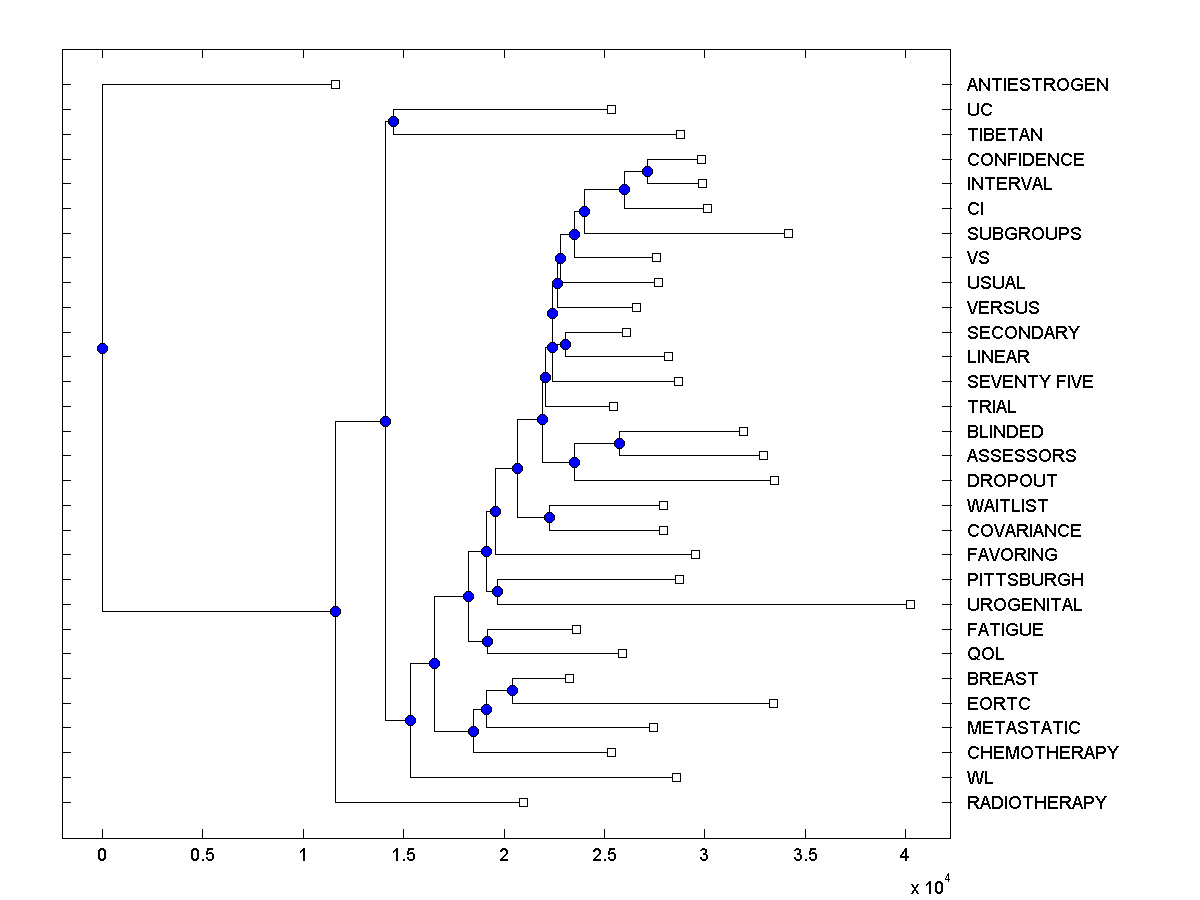 ANTIESTROGEN
UC
TIBETAN
CONFIDENCE
INTERVAL
CI
SUBGROUPS
VS
USUAL
VERSUS
SECONDARY
LINEAR
SEVENTY FIVE
TRIAL
BLINDED
ASSESSORS
DROPOUT
WAITLIST
COVARIANCE
FAVORING
PITTSBURGH
UROGENITAL
FATIGUE
QOL
BREAST
EORTC
METASTATIC
CHEMOTHERAPY
WL
RADIOTHERAPY
0 0.5 1 1.5 2 2.5 3 3.5 4
x 10^4